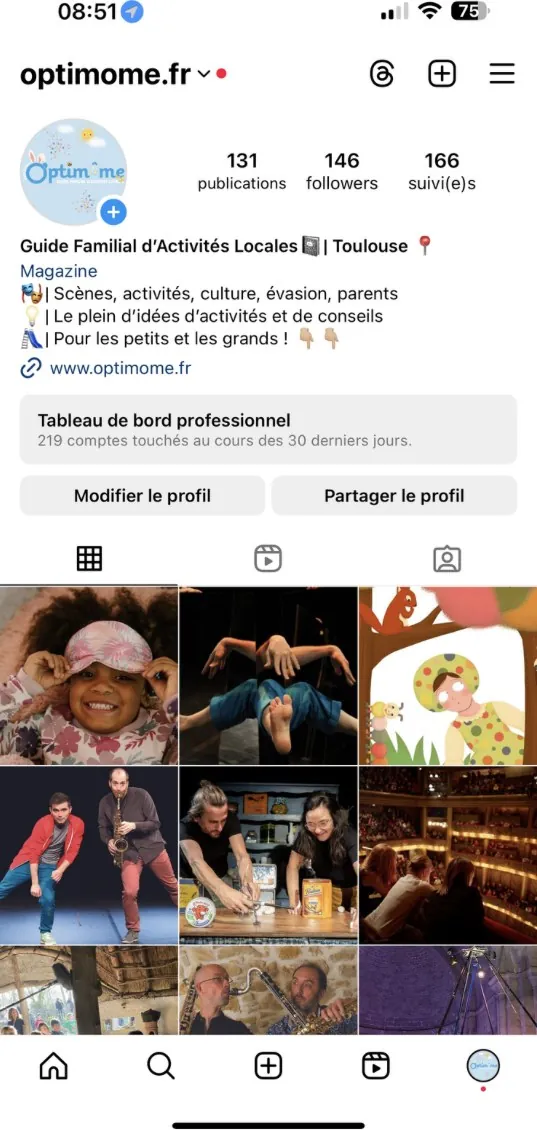 08:51
75
optimome.fr
Optimôme
131
146
166
publications
followers
suivi(e)s
Guide Familial d’Activités Locales | Toulouse
Magazine
| Scènes, activités, culture, évasion, parents
| Le plein d’idées d’activités et de conseils
| Pour les petits et les grands !
www.optimome.fr
Tableau de bord professionnel
219 comptes touchés au cours des 30 derniers jours.
Modifier le profil
Partager le profil